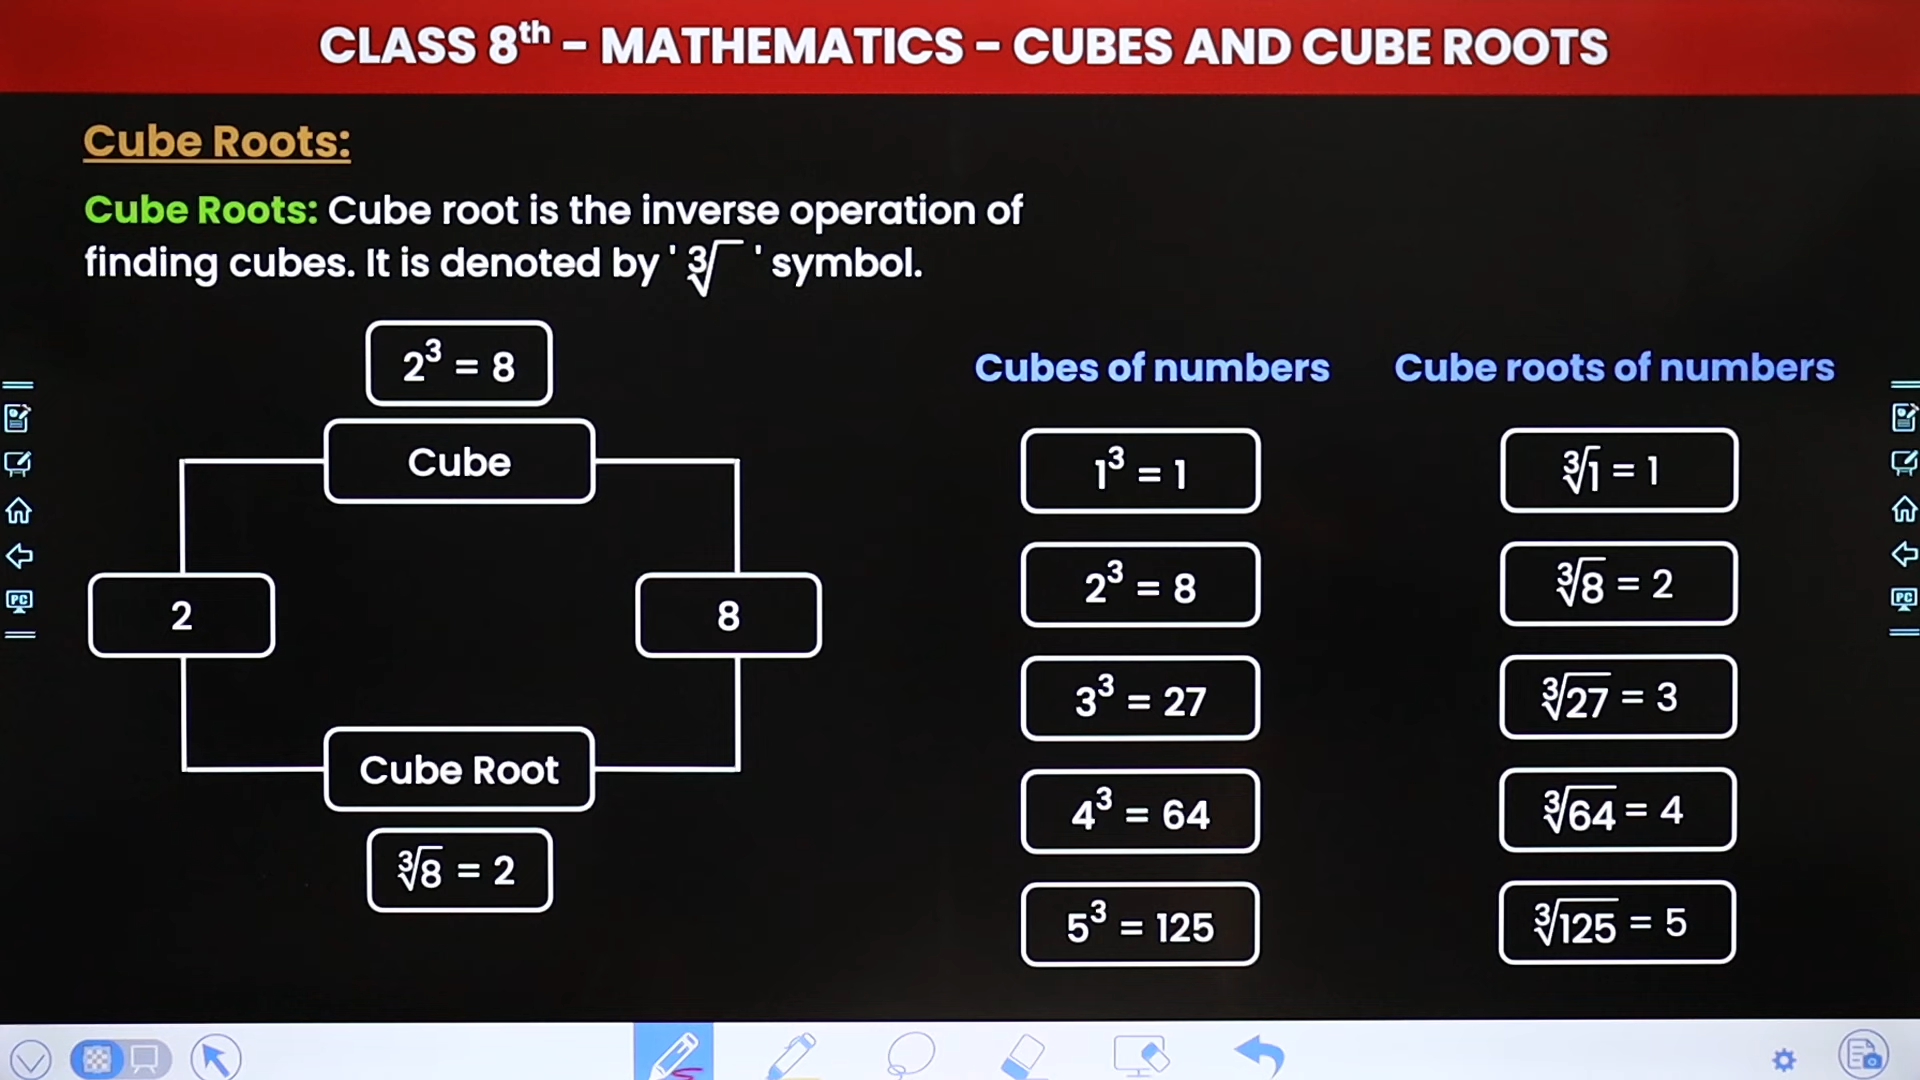 CLASS 8ᵗʰ - MATHEMATICS - CUBES AND CUBE ROOTS
Cube Roots:
Cube Roots: Cube root is the inverse operation of
finding cubes. It is denoted by ' ∛ ' symbol.
2³ = 8
Cube
2
8
Cube Root
∛8 = 2
Cubes of numbers
1³ = 1
2³ = 8
3³ = 27
4³ = 64
5³ = 125
Cube roots of numbers
∛1 = 1
∛8 = 2
∛27 = 3
∛64 = 4
∛125 = 5
PC
PC